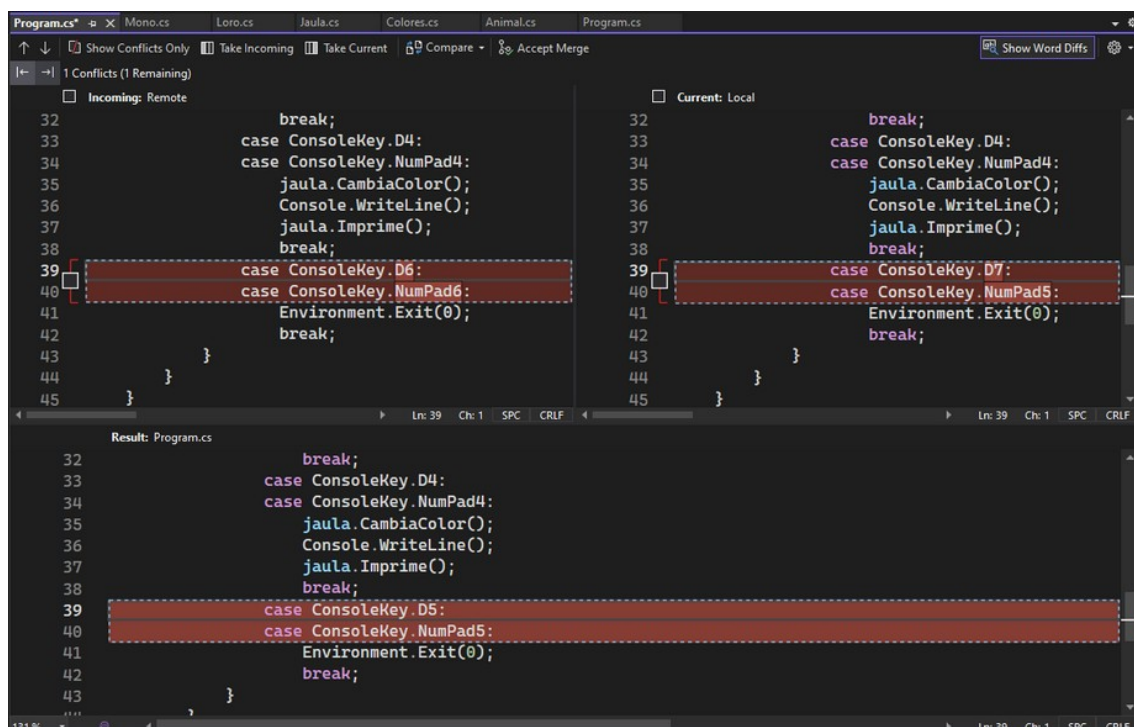 Program.cs* Mono.cs Loro.cs Jaula.cs Colores.cs Animal.cs Program.cs
Show Conflicts Only Take Incoming Take Current Compare Accept Merge Show Word Diffs
1 Conflicts (1 Remaining)
Incoming: Remote
32 break;
33 case ConsoleKey.D4:
34 case ConsoleKey.NumPad4:
35 jaula.CambiaColor();
36 Console.WriteLine();
37 jaula.Imprime();
38 break;
39 case ConsoleKey.D6:
40 case ConsoleKey.NumPad6:
41 Environment.Exit(0);
42 break;
43 }
44 }
45 }
Ln: 39 Ch: 1 SPC CRLF
Current: Local
32 break;
33 case ConsoleKey.D4:
34 case ConsoleKey.NumPad4:
35 jaula.CambiaColor();
36 Console.WriteLine();
37 jaula.Imprime();
38 break;
39 case ConsoleKey.D7:
40 case ConsoleKey.NumPad5:
41 Environment.Exit(0);
42 break;
43 }
44 }
45 }
Ln: 39 Ch: 1 SPC CRLF
Result: Program.cs
32 break;
33 case ConsoleKey.D4:
34 case ConsoleKey.NumPad4:
35 jaula.CambiaColor();
36 Console.WriteLine();
37 jaula.Imprime();
38 break;
39 case ConsoleKey.D5:
40 case ConsoleKey.NumPad5:
41 Environment.Exit(0);
42 break;
43 }
131 % Ln: 39 Ch: 1 SPC CRLF